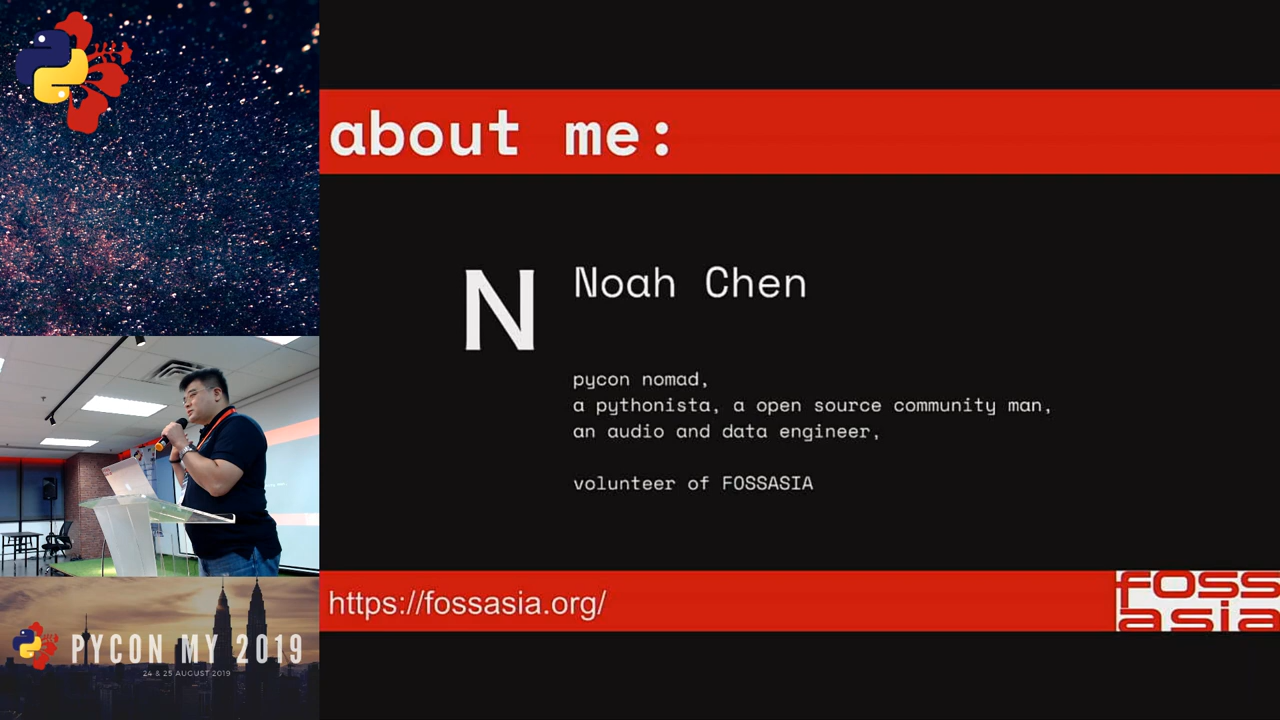 about me:
N
Noah Chen
pycon nomad,
a pythonista, a open source community man,
an audio and data engineer,
volunteer of FOSSASIA
https://fossasia.org/
foss
asia
PYCON MY 2019
24 & 25 AUGUST 2019